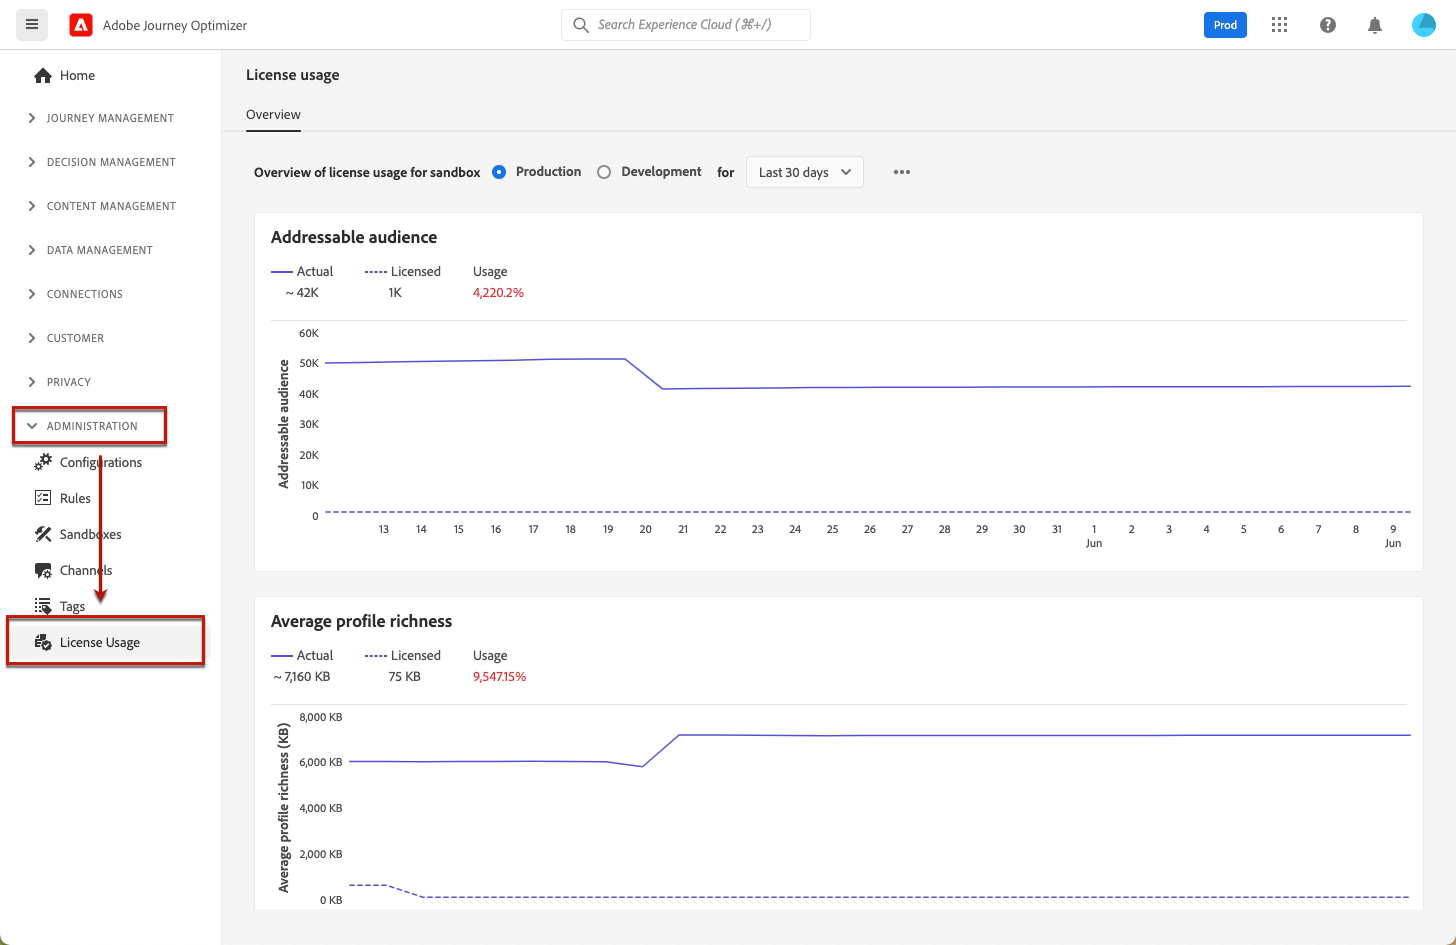 Adobe Journey Optimizer
Search Experience Cloud (⌘+/)
Prod
Home
JOURNEY MANAGEMENT
DECISION MANAGEMENT
CONTENT MANAGEMENT
DATA MANAGEMENT
CONNECTIONS
CUSTOMER
PRIVACY
ADMINISTRATION
Configurations
Rules
Sandboxes
Channels
Tags
License Usage
License usage
Overview
Overview of license usage for sandbox Production Development for Last 30 days
Addressable audience
Actual Licensed Usage
~ 42K 1K 4,220.2%
Addressable audience
60K
50K
40K
30K
20K
10K
0
13 14 15 16 17 18 19 20 21 22 23 24 25 26 27 28 29 30 31 1 2 3 4 5 6 7 8 9
Jun Jun
Average profile richness
Actual Licensed Usage
~ 7,160 KB 75 KB 9,547.15%
Average profile richness (KB)
8,000 KB
6,000 KB
4,000 KB
2,000 KB
0 KB